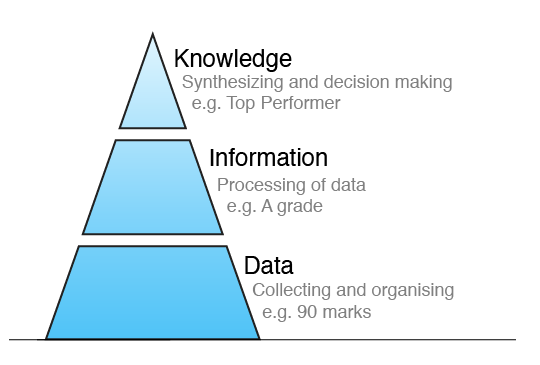 Knowledge
Synthesizing and decision making
e.g. Top Performer
Information
Processing of data
e.g. A grade
Data
Collecting and organising
e.g. 90 marks